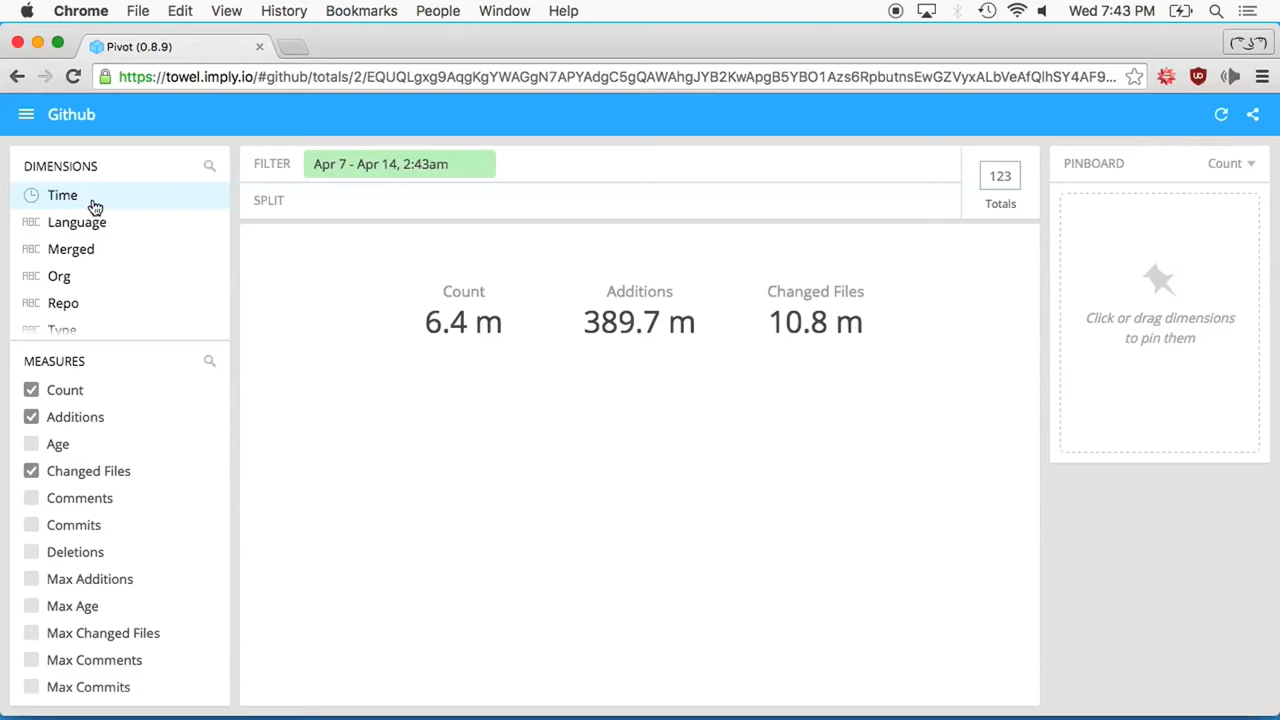 Chrome File Edit View History Bookmarks People Window Help Wed 7:43 PM
Pivot (0.8.9)
https://towel.imply.io/#github/totals/2/EQUQLgxg9AqgKgYWAGgN7APYAdgC5gQAWAhgJYB2KwApgB5YBO1Azs6RpbutnsEwGZVyxALbVeAfQlhSY4AF9...
Github
DIMENSIONS
Time
Language
Merged
Org
Repo
Type
MEASURES
Count
Additions
Age
Changed Files
Comments
Commits
Deletions
Max Additions
Max Age
Max Changed Files
Max Comments
Max Commits
FILTER Apr 7 - Apr 14, 2:43am
SPLIT
123
Totals
Count Additions Changed Files
6.4 m 389.7 m 10.8 m
PINBOARD Count
Click or drag dimensions
to pin them